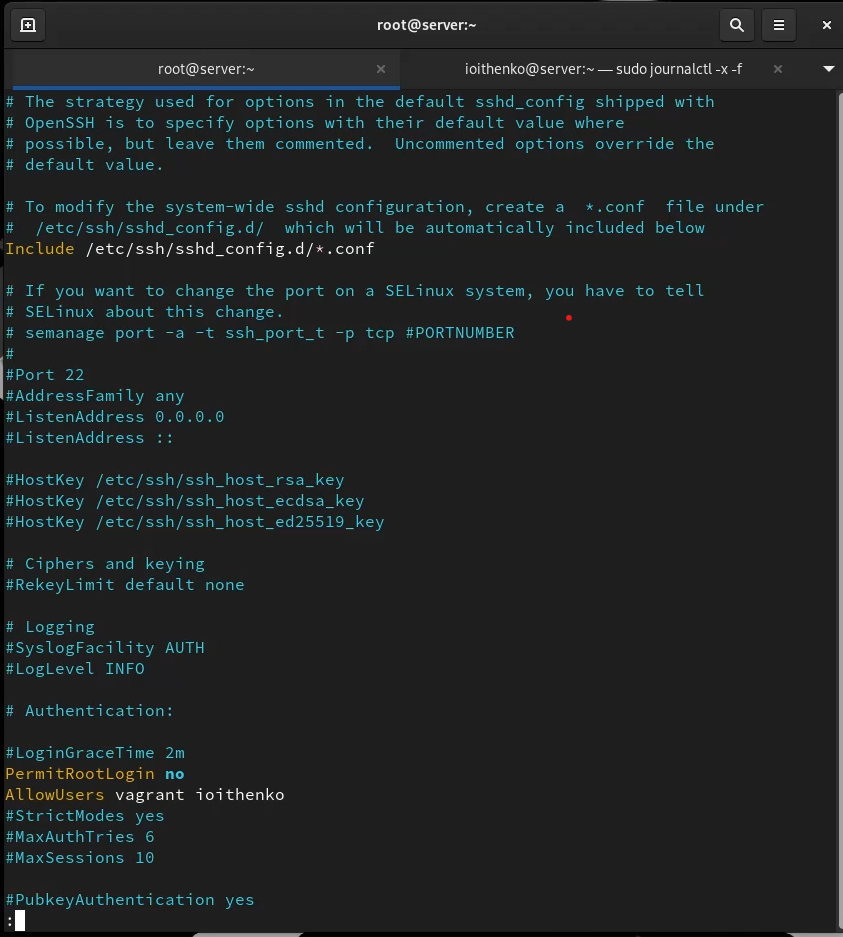 root@server:~
root@server:~
ioithenko@server:~ — sudo journalctl -x -f
# The strategy used for options in the default sshd_config shipped with
# OpenSSH is to specify options with their default value where
# possible, but leave them commented.  Uncommented options override the
# default value.

# To modify the system-wide sshd configuration, create a  *.conf  file under
#  /etc/ssh/sshd_config.d/  which will be automatically included below
Include /etc/ssh/sshd_config.d/*.conf

# If you want to change the port on a SELinux system, you have to tell
# SELinux about this change.
# semanage port -a -t ssh_port_t -p tcp #PORTNUMBER
#
#Port 22
#AddressFamily any
#ListenAddress 0.0.0.0
#ListenAddress ::

#HostKey /etc/ssh/ssh_host_rsa_key
#HostKey /etc/ssh/ssh_host_ecdsa_key
#HostKey /etc/ssh/ssh_host_ed25519_key

# Ciphers and keying
#RekeyLimit default none

# Logging
#SyslogFacility AUTH
#LogLevel INFO

# Authentication:

#LoginGraceTime 2m
PermitRootLogin no
AllowUsers vagrant ioithenko
#StrictModes yes
#MaxAuthTries 6
#MaxSessions 10

#PubkeyAuthentication yes
: